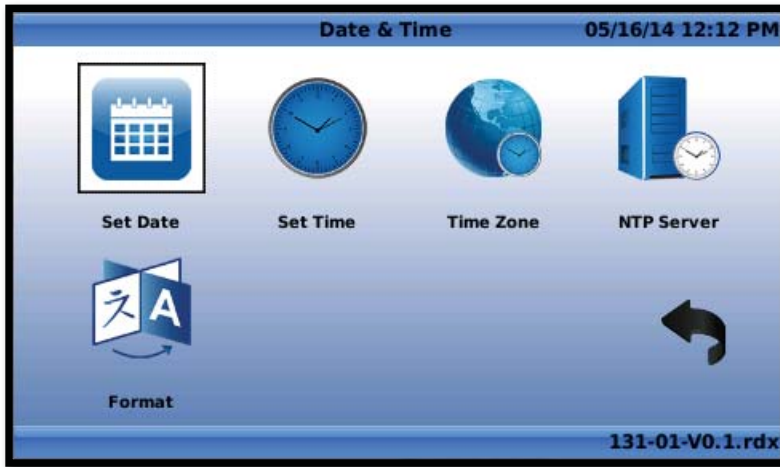 Date & Time 05/16/14 12:12 PM
Set Date Set Time Time Zone NTP Server
A
Format
131-01-V0.1.rdx